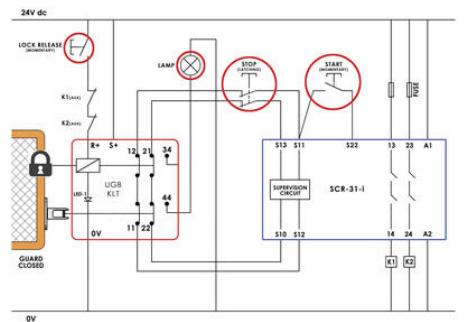 24V dc
LOCK RELEASE
(MOMENTARY)
LAMP
STOP
(LATCHING)
START
(MOMENTARY)
K1(AUX)
K2(AUX)
FUSE
R+ S+
12 21 34
S13 S11 S22 13 23 A1
UGB
KLT
LED-1
44
SUPERVISION
CIRCUIT
SCR-31-i
0V
11 22
S10 S12 14 24 A2
K1 K2
GUARD
CLOSED
0V